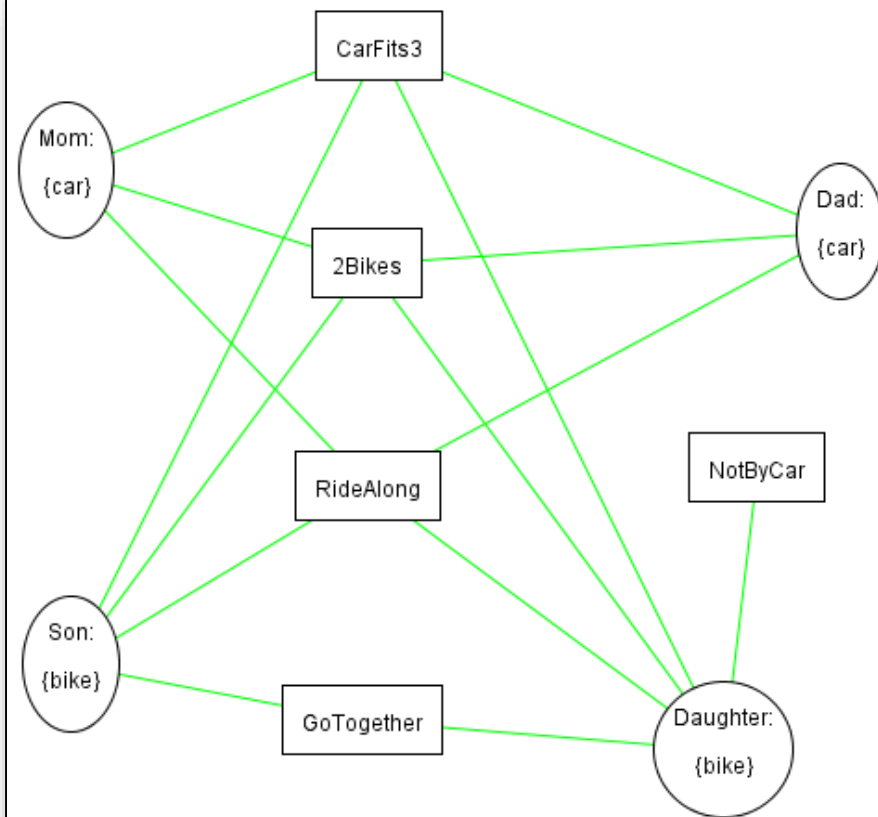 CarFits3
Mom:
{car}
Dad:
{car}
2Bikes
RideAlong
NotByCar
Son:
{bike}
GoTogether
Daughter:
{bike}